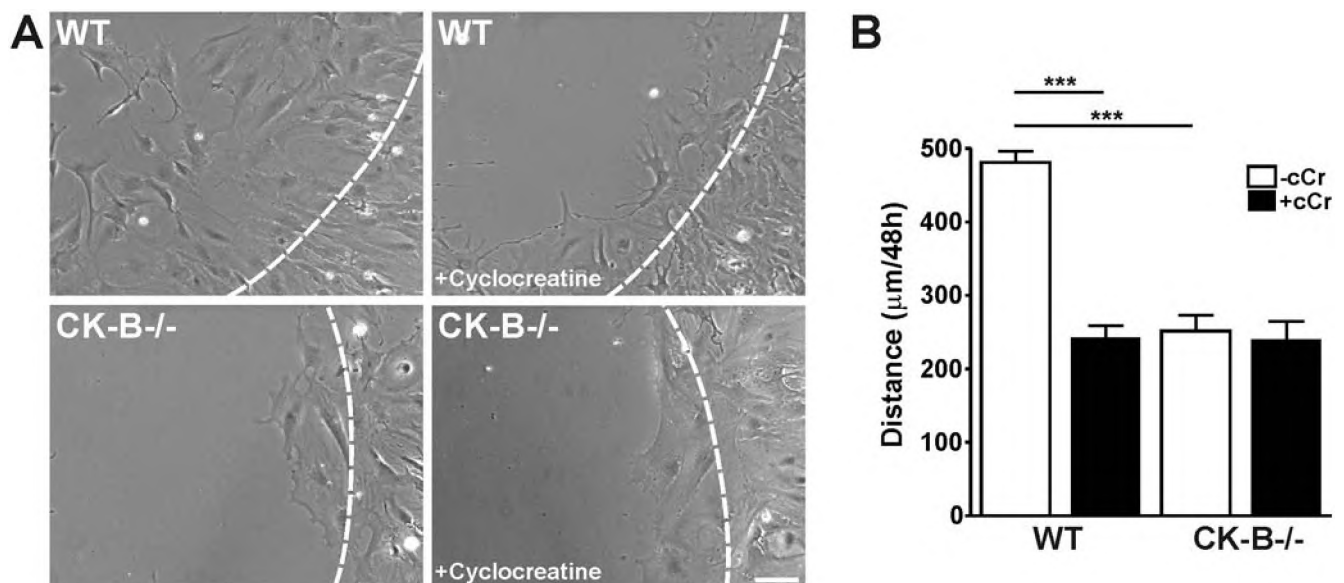 A
WT
WT
+Cyclocreatine
CK-B-/-
CK-B-/-
+Cyclocreatine
B
***
***
-cCr
+cCr
Distance (μm/48h)
500
400
300
200
100
0
WT
CK-B-/-